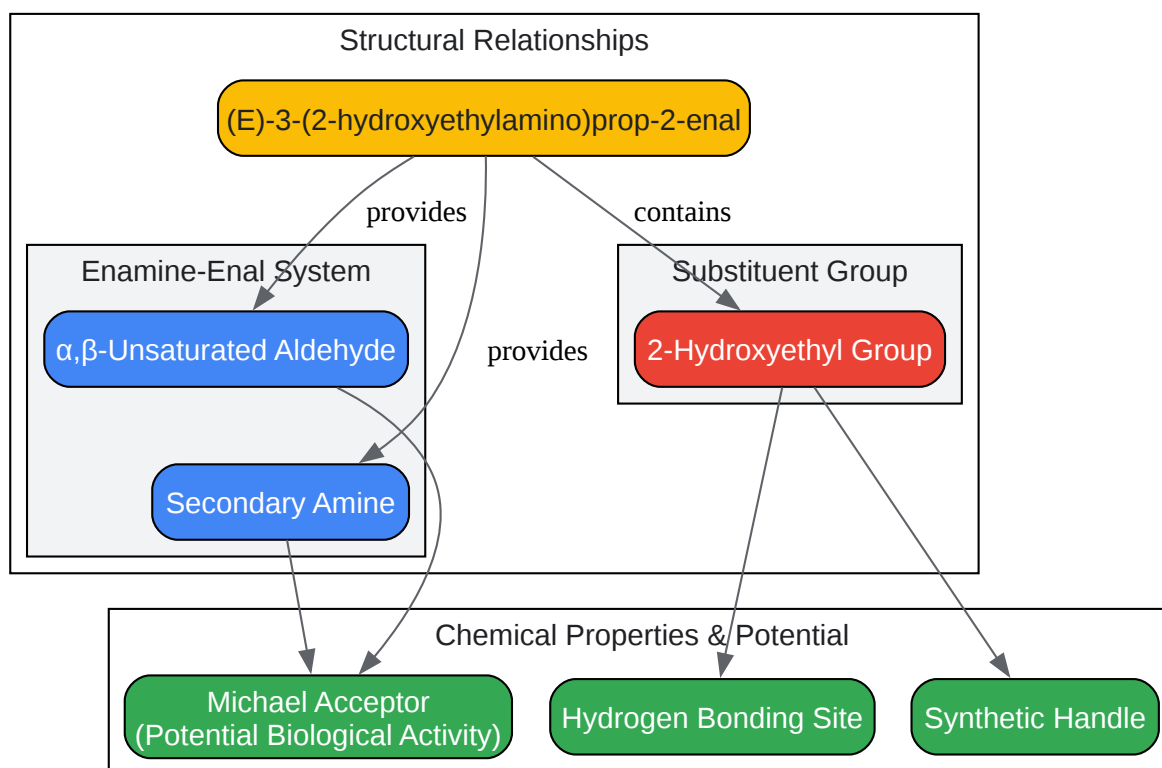 Structural Relationships
(E)-3-(2-hydroxyethylamino)prop-2-enal
provides
contains
Enamine-Enal System
Substituent Group
α,β-Unsaturated Aldehyde
provides
2-Hydroxyethyl Group
Secondary Amine
Chemical Properties & Potential
Michael Acceptor
(Potential Biological Activity)
Hydrogen Bonding Site
Synthetic Handle